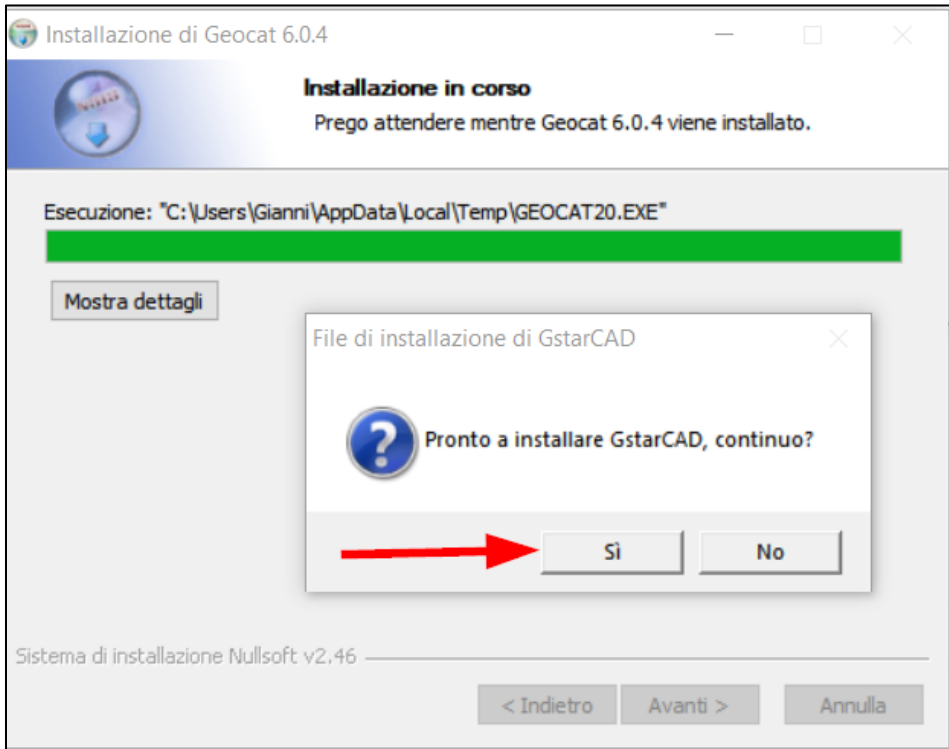 Installazione di Geocat 6.0.4
Installazione in corso
Prego attendere mentre Geocat 6.0.4 viene installato.
Esecuzione: "C:\Users\Gianni\AppData\Local\Temp\GEOCAT20.EXE"
Mostra dettagli
File di installazione di GstarCAD
Pronto a installare GstarCAD, continuo?
Sì No
Sistema di installazione Nullsoft v2.46
< Indietro Avanti > Annulla